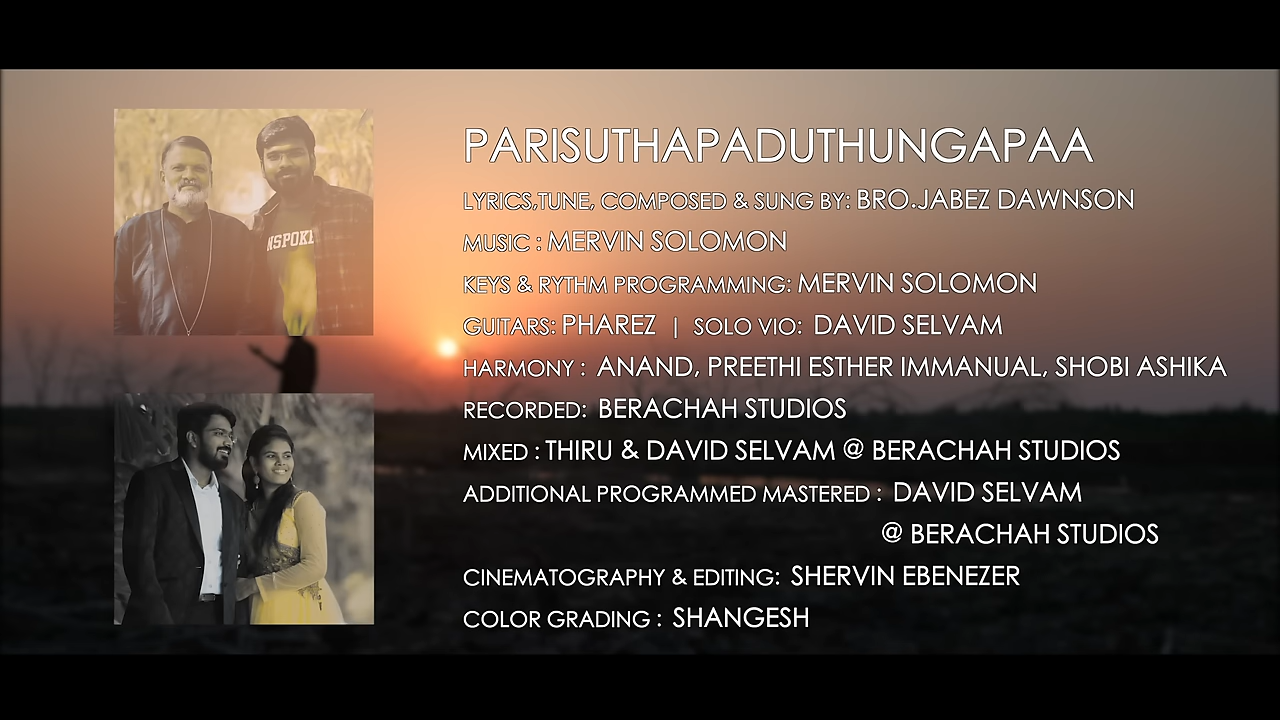 PARISUTHAPADUTHUNGAPAA
LYRICS,TUNE, COMPOSED & SUNG BY: BRO.JABEZ DAWNSON
MUSIC : MERVIN SOLOMON
KEYS & RYTHM PROGRAMMING: MERVIN SOLOMON
GUITARS: PHAREZ | SOLO VIO: DAVID SELVAM
HARMONY : ANAND, PREETHI ESTHER IMMANUAL, SHOBI ASHIKA
RECORDED: BERACHAH STUDIOS
MIXED : THIRU & DAVID SELVAM @ BERACHAH STUDIOS
ADDITIONAL PROGRAMMED MASTERED : DAVID SELVAM
@ BERACHAH STUDIOS
CINEMATOGRAPHY & EDITING: SHERVIN EBENEZER
COLOR GRADING : SHANGESH
NSPOKE